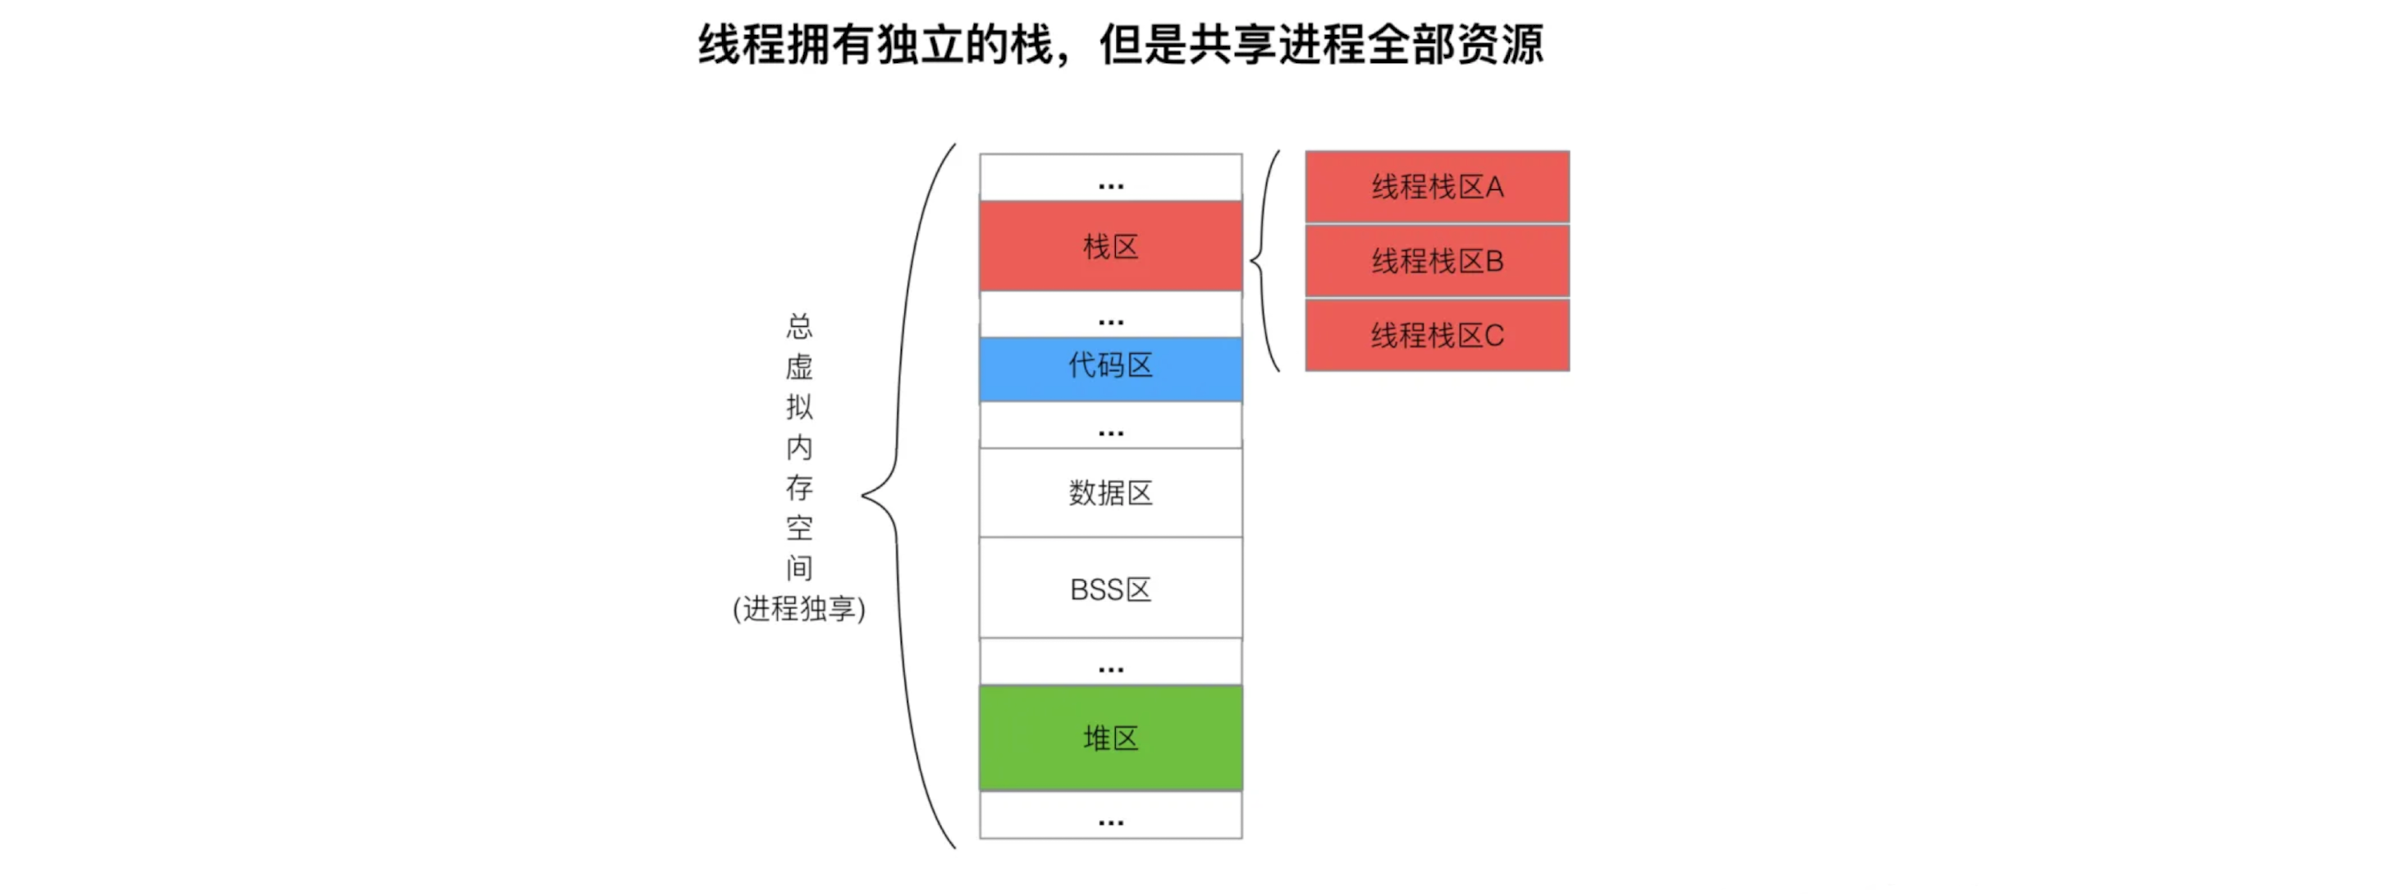 线程拥有独立的栈，但是共享进程全部资源
总
虚
拟
内
存
空
间
(进程独享)
...
栈区
...
代码区
...
数据区
BSS区
...
堆区
...
线程栈区A
线程栈区B
线程栈区C